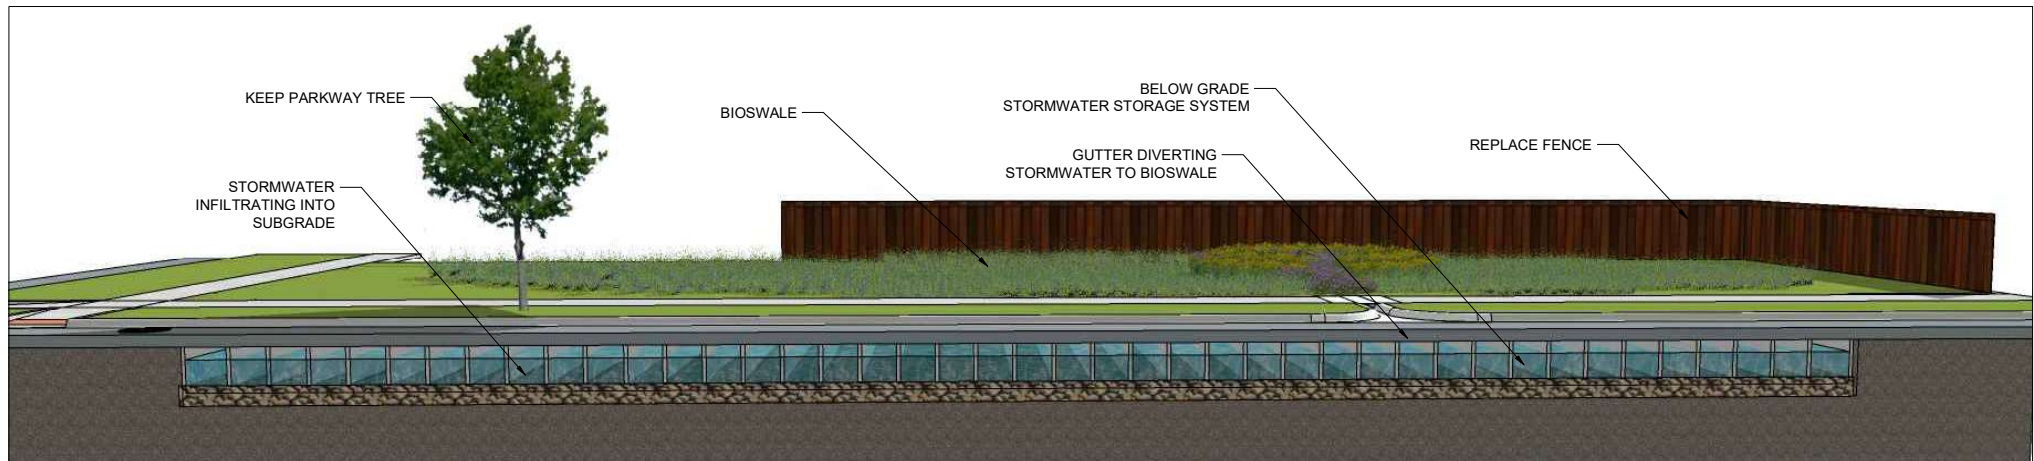 KEEP PARKWAY TREE
STORMWATER
INFILTRATING INTO
SUBGRADE
BIOSWALE
BELOW GRADE
STORMWATER STORAGE SYSTEM
GUTTER DIVERTING
STORMWATER TO BIOSWALE
REPLACE FENCE